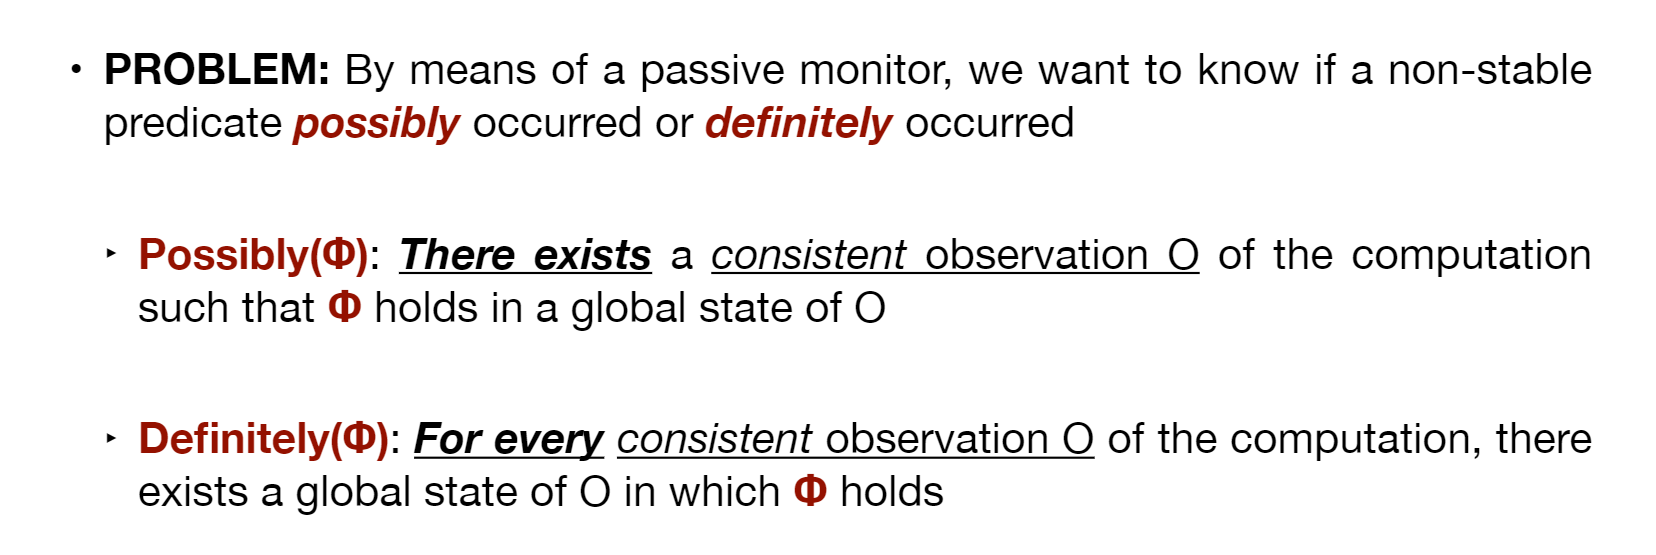 • PROBLEM: By means of a passive monitor, we want to know if a non-stable
predicate possibly occurred or definitely occurred
‣ Possibly(Φ): There exists a consistent observation O of the computation
such that Φ holds in a global state of O
‣ Definitely(Φ): For every consistent observation O of the computation, there
exists a global state of O in which Φ holds